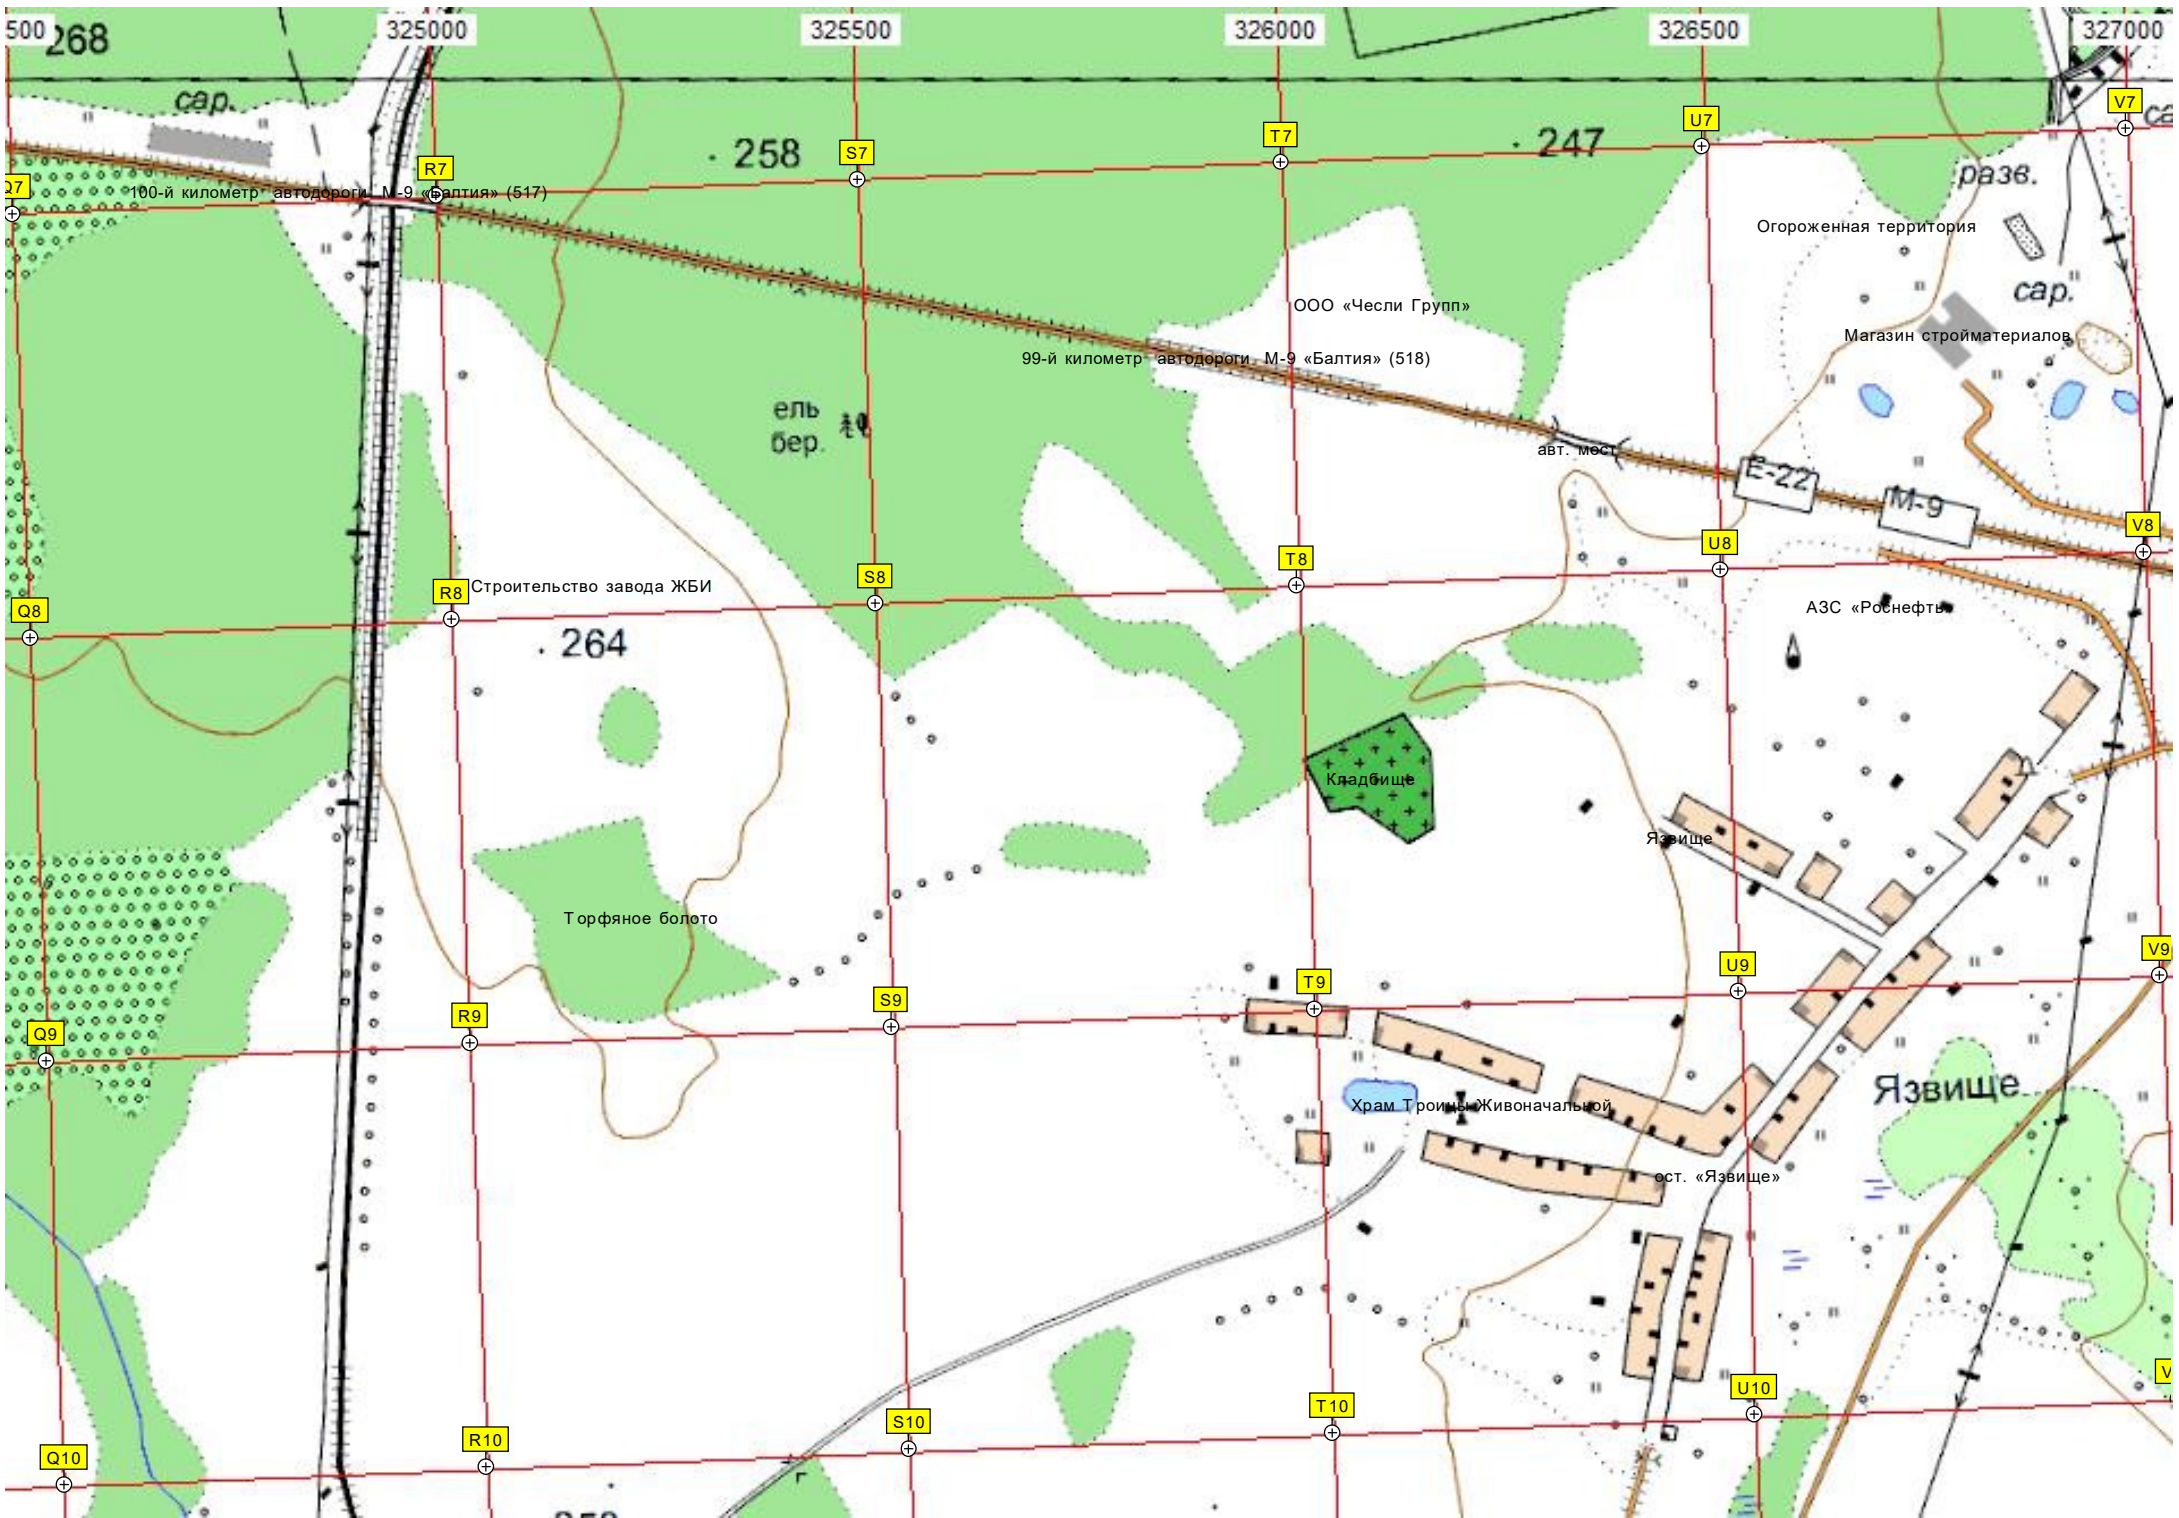 500
325000
325500
326000
326500
327000
268
сар.
V7
U7
T7
S7
R7
Q7
258
247
разв.
100-й километр автодороги М-9 «Балтия» (517)
Огороженная территория
сар.
ООО «Чесли Групп»
Магазин стройматериалов
99-й километр автодороги М-9 «Балтия» (518)
ель
бер.
авт. мост
E-22
М-9
V8
U8
T8
S8
R8
Q8
Строительство завода ЖБИ
АЗС «Роснефть»
264
Кладбище
Язвище
Торфяное болото
V9
U9
T9
S9
R9
Q9
Язвище
Храм Троицы Живоначальной
ост. «Язвище»
V
U10
T10
S10
R10
Q10